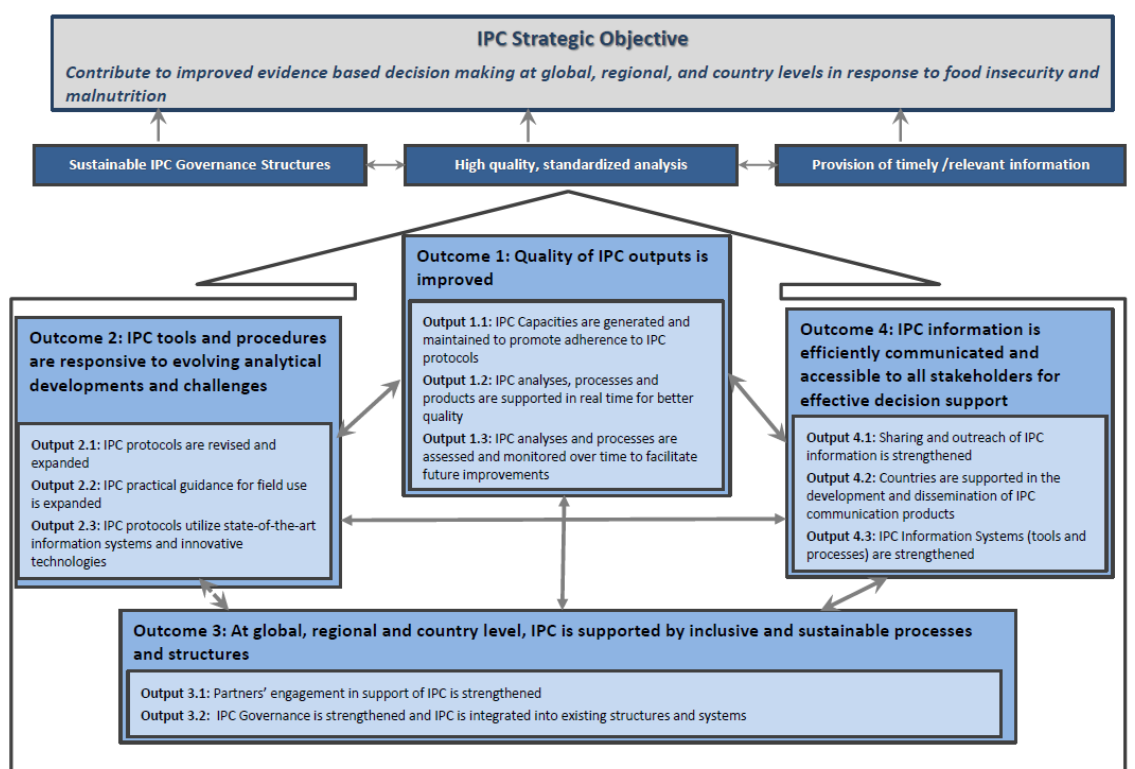 IPC Strategic Objective
Contribute to improved evidence based decision making at global, regional, and country levels in response to food insecurity and
malnutrition
Sustainable IPC Governance Structures
High quality, standardized analysis
Provision of timely /relevant information
Outcome 1: Quality of IPC outputs is
improved
Output 1.1: IPC Capacities are generated and
maintained to promote adherence to IPC
protocols
Output 1.2: IPC analyses, processes and
products are supported in real time for better
quality
Output 1.3: IPC analyses and processes are
assessed and monitored over time to facilitate
future improvements
Outcome 2: IPC tools and procedures
are responsive to evolving analytical
developments and challenges
Output 2.1: IPC protocols are revised and
expanded
Output 2.2: IPC practical guidance for field use
is expanded
Output 2.3: IPC protocols utilize state-of-the-art
information systems and innovative
technologies
Outcome 4: IPC information is
efficiently communicated and
accessible to all stakeholders for
effective decision support
Output 4.1: Sharing and outreach of IPC
information is strengthened
Output 4.2: Countries are supported in the
development and dissemination of IPC
communication products
Output 4.3: IPC Information Systems (tools and
processes) are strengthened
Outcome 3: At global, regional and country level, IPC is supported by inclusive and sustainable processes
and structures
Output 3.1: Partners’ engagement in support of IPC is strengthened
Output 3.2: IPC Governance is strengthened and IPC is integrated into existing structures and systems